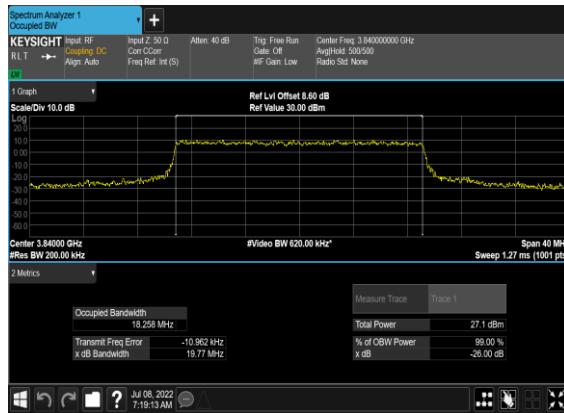 Spectrum Analyzer 1
Occupied BW
+
KEYSIGHT Input: RF Input Z: 50 Ω Atten: 40 dB Trig: Free Run Center Freq: 3.840000000 GHz
RLT Coupling: DC Corr CCorr Gate: Off Avg|Hold: 500/500
Align: Auto Freq Ref: Int (S) #IF Gain: Low Radio Std: None
1 Graph
Ref Lvl Offset 8.60 dB
Scale/Div 10.0 dB Ref Value 30.00 dBm
Log
20.0
10.0
0.00
-10.0
-20.0
-30.0
-40.0
-50.0
-60.0
Center 3.84000 GHz #Video BW 620.00 kHz* Span 40 MH
#Res BW 200.00 kHz Sweep 1.27 ms (1001 pts
2 Metrics
Measure Trace Trace 1
Occupied Bandwidth
18.258 MHz Total Power 27.1 dBm
Transmit Freq Error -10.962 kHz % of OBW Power 99.00 %
x dB Bandwidth 19.77 MHz x dB -26.00 dB
? Jul 08, 2022
7:19:13 AM